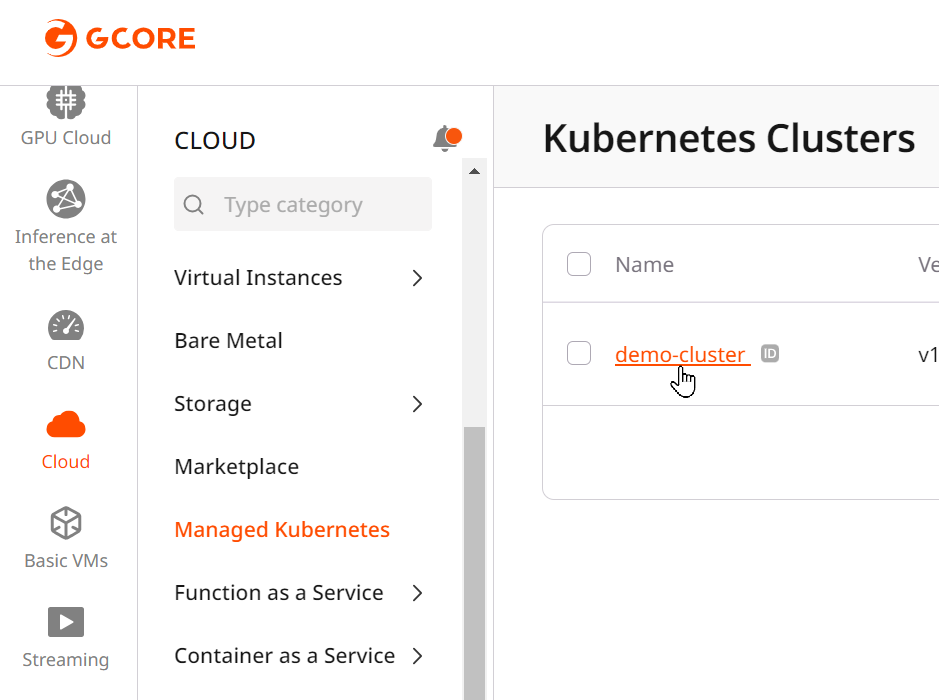 GCORE
GPU Cloud
Inference at
the Edge
CDN
Cloud
Basic VMs
Streaming
CLOUD
Type category
Virtual Instances
Bare Metal
Storage
Marketplace
Managed Kubernetes
Function as a Service
Container as a Service
Kubernetes Clusters
Name Ve
demo-cluster ID v1